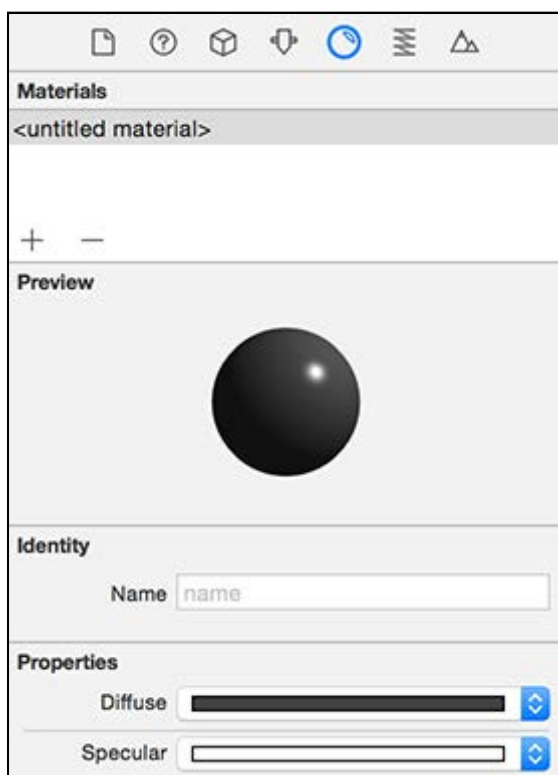 Materials
<untitled material>
Preview
Identity
Name name
Properties
Diffuse
Specular